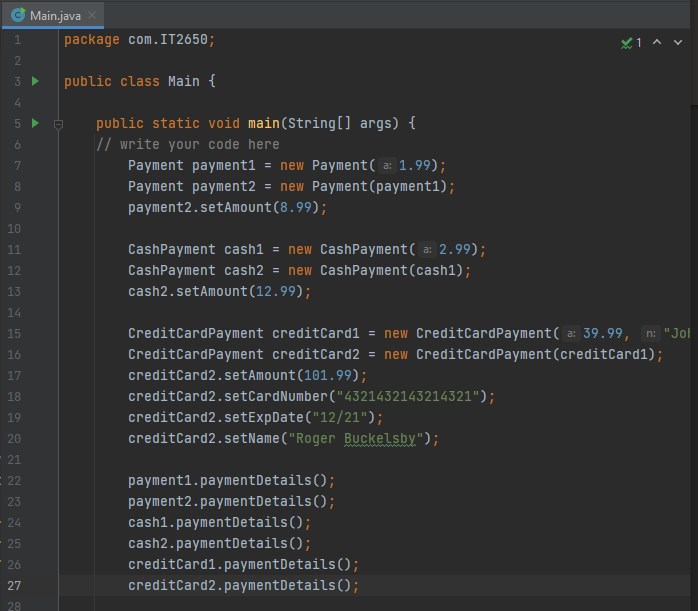 Main.java
1 package com.IT2650;
✓ 1
2
3 public class Main {
4
5 public static void main(String[] args) {
6 // write your code here
7 Payment payment1 = new Payment( a: 1.99);
8 Payment payment2 = new Payment(payment1);
9 payment2.setAmount(8.99);
10
11 CashPayment cash1 = new CashPayment( a: 2.99);
12 CashPayment cash2 = new CashPayment(cash1);
13 cash2.setAmount(12.99);
14
15 CreditCardPayment creditCard1 = new CreditCardPayment( a: 39.99, n:
16 CreditCardPayment creditCard2 = new CreditCardPayment(creditCard1);
17 creditCard2.setAmount(101.99);
18 creditCard2.setCardNumber("4321432143214321");
19 creditCard2.setExpDate("12/21");
20 creditCard2.setName("Roger Buckelsby");
21
22 payment1.paymentDetails();
23 payment2.paymentDetails();
24 cash1.paymentDetails();
25 cash2.paymentDetails();
26 creditCard1.paymentDetails();
27 creditCard2.paymentDetails();
28